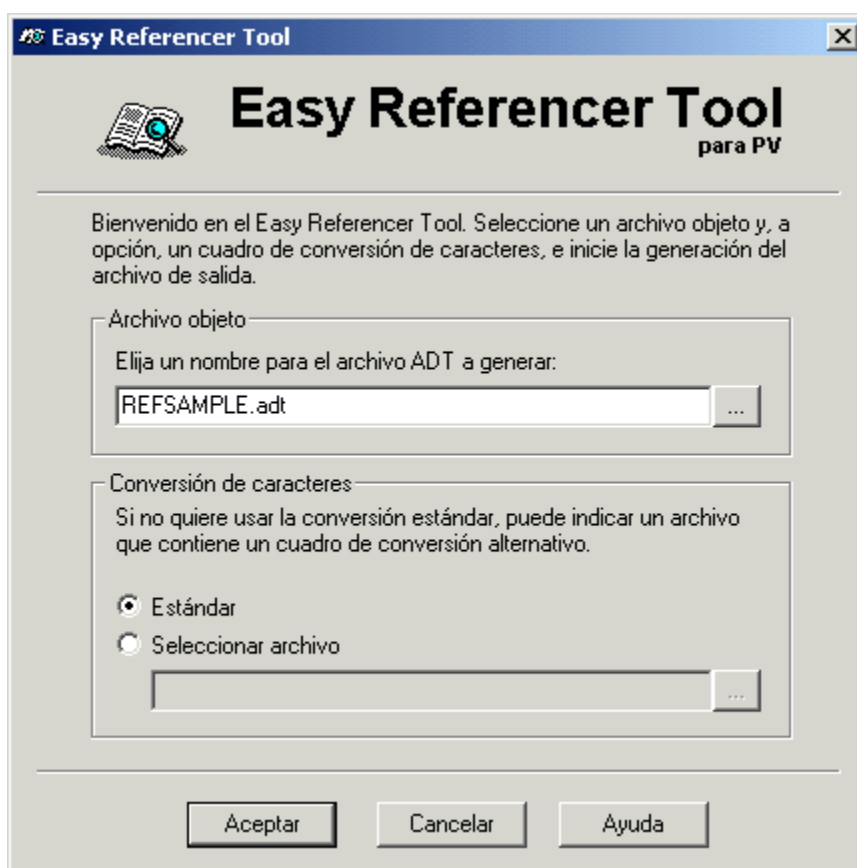 Easy Referencer Tool
Easy Referencer Tool
para PV
Bienvenido en el Easy Referencer Tool. Seleccione un archivo objeto y, a
opción, un cuadro de conversión de caracteres, e inicie la generación del
archivo de salida.
Archivo objeto
Elija un nombre para el archivo ADT a generar:
REFSAMPLE.adt
...
Conversión de caracteres
Si no quiere usar la conversión estándar, puede indicar un archivo
que contiene un cuadro de conversión alternativo.
Estándar
Seleccionar archivo
...
Aceptar Cancelar Ayuda